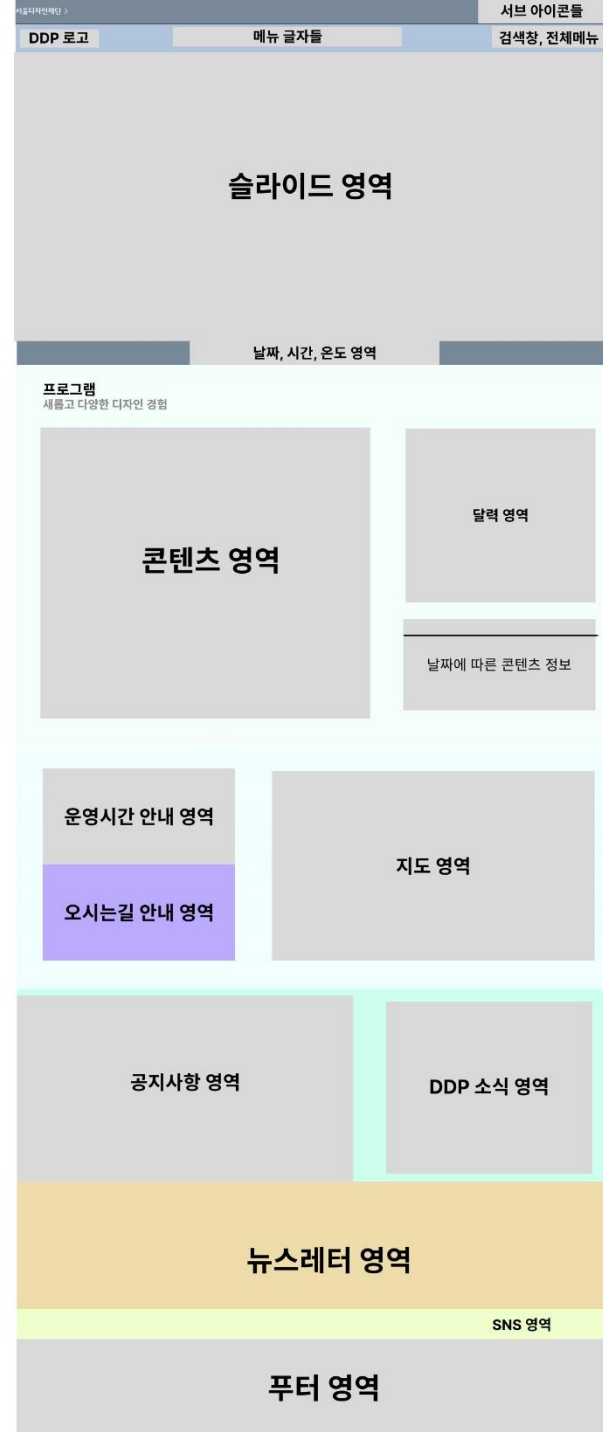 서울디자인재단 >
서브 아이콘들
DDP 로고
메뉴 글자들
검색창, 전체메뉴
슬라이드 영역
날짜, 시간, 온도 영역
프로그램
새롭고 다양한 디자인 경험
콘텐츠 영역
달력 영역
날짜에 따른 콘텐츠 정보
운영시간 안내 영역
오시는길 안내 영역
지도 영역
공지사항 영역
DDP 소식 영역
뉴스레터 영역
SNS 영역
푸터 영역